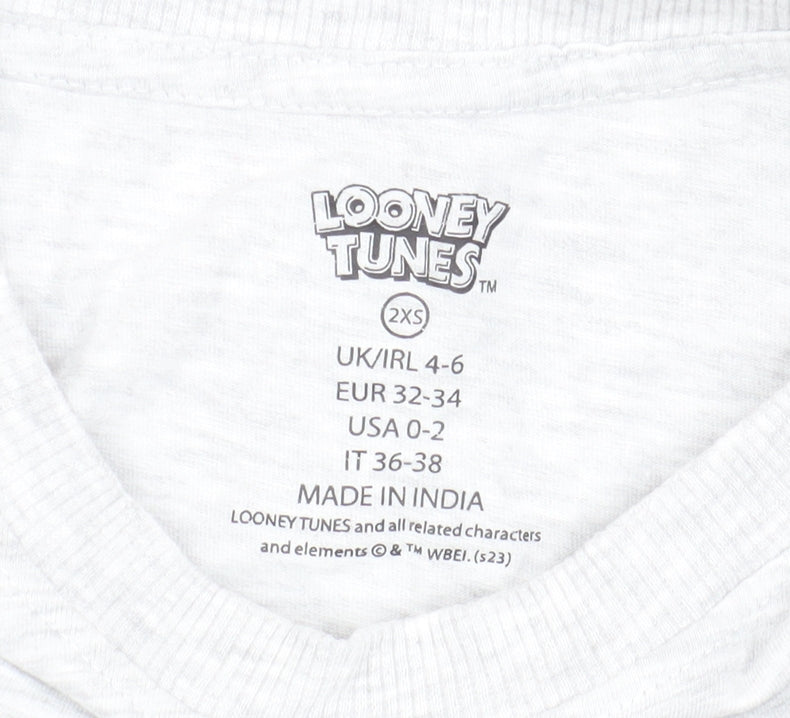 LOONEY
TUNES TM
2XS
UK/IRL 4-6
EUR 32-34
USA 0-2
IT 36-38
MADE IN INDIA
LOONEY TUNES and all related characters
and elements © & ™ WBEI. (s23)